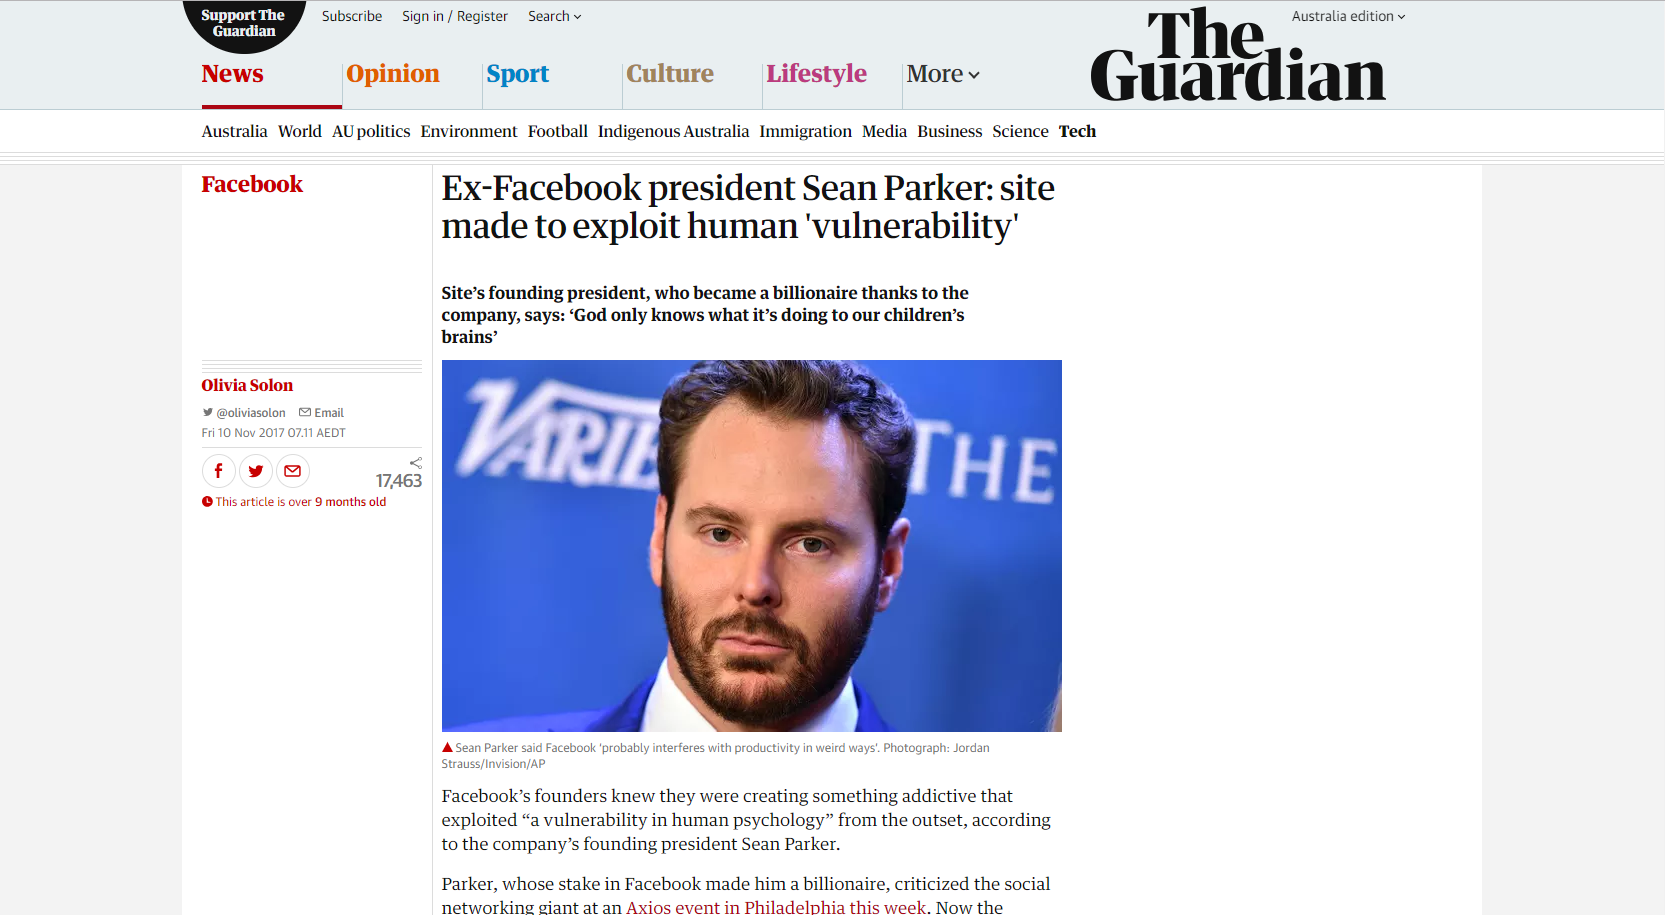 Support The
Guardian
Subscribe
Sign in / Register
Search
Australia edition
The
Guardian
News
Opinion
Sport
Culture
Lifestyle
More
Australia World AU politics Environment Football Indigenous Australia Immigration Media Business Science Tech
Facebook
Ex-Facebook president Sean Parker: site
made to exploit human 'vulnerability'
Site's founding president, who became a billionaire thanks to the
company, says: ‘God only knows what it's doing to our children's
brains’
Olivia Solon
@oliviasolon Email
Fri 10 Nov 2017 07.11 AEDT
17,463
This article is over 9 months old
VARIE
THE
Sean Parker said Facebook ‘probably interferes with productivity in weird ways’. Photograph: Jordan
Strauss/Invision/AP
Facebook’s founders knew they were creating something addictive that
exploited “a vulnerability in human psychology” from the outset, according
to the company’s founding president Sean Parker.
Parker, whose stake in Facebook made him a billionaire, criticized the social
networking giant at an Axios event in Philadelphia this week. Now the